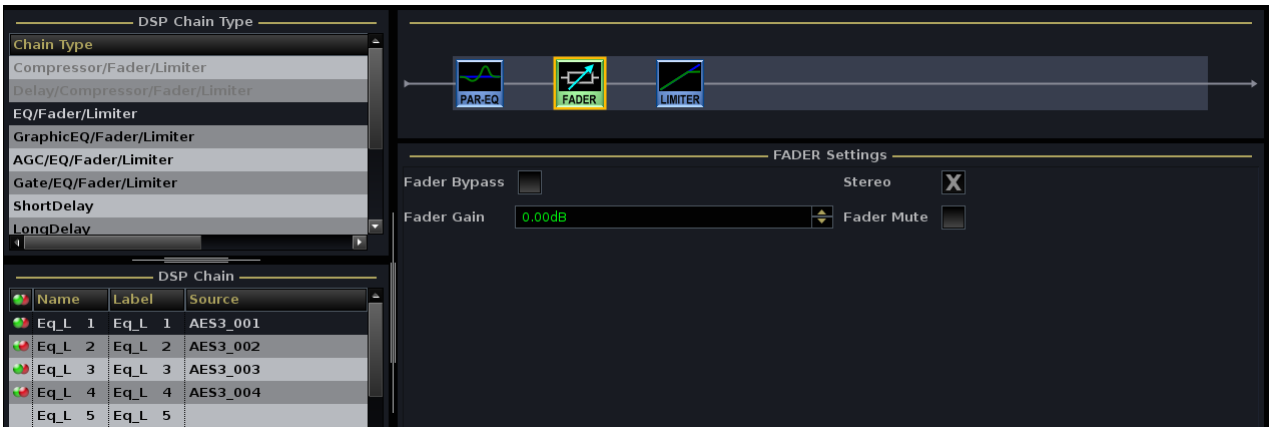 DSP Chain Type
Chain Type
Compressor/Fader/Limiter
Delay/Compressor/Fader/Limiter
EQ/Fader/Limiter
GraphicEQ/Fader/Limiter
AGC/EQ/Fader/Limiter
Gate/EQ/Fader/Limiter
ShortDelay
LongDelay
DSP Chain
Name Label Source
Eq_L 1 Eq_L 1 AES3_001
Eq_L 2 Eq_L 2 AES3_002
Eq_L 3 Eq_L 3 AES3_003
Eq_L 4 Eq_L 4 AES3_004
Eq_L 5 Eq_L 5
PAR-EQ FADER LIMITER
FADER Settings
Fader Bypass Stereo X
Fader Gain 0.00dB Fader Mute